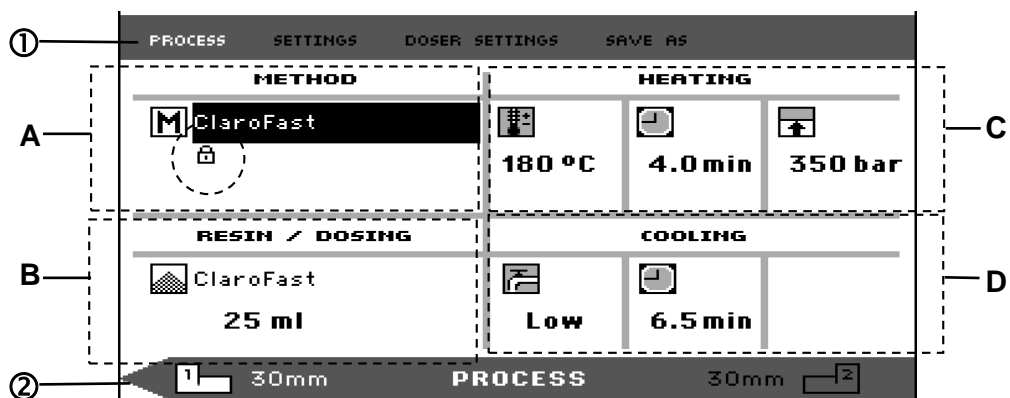 ① PROCESS SETTINGS DOSER SETTINGS SAVE AS
METHOD HEATING
A M ClaroFast C
180 ºC 4.0 min 350 bar
RESIN / DOSING COOLING
B ClaroFast D
25 ml Low 6.5 min
② 1 30mm PROCESS 30mm 2